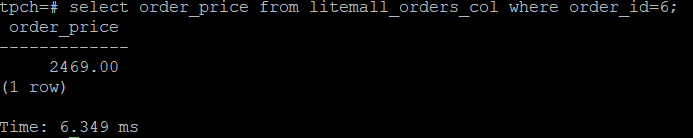 tpch=# select order_price from litemall_orders_col where order_id=6;
 order_price
-------------
     2469.00
(1 row)

Time: 6.349 ms